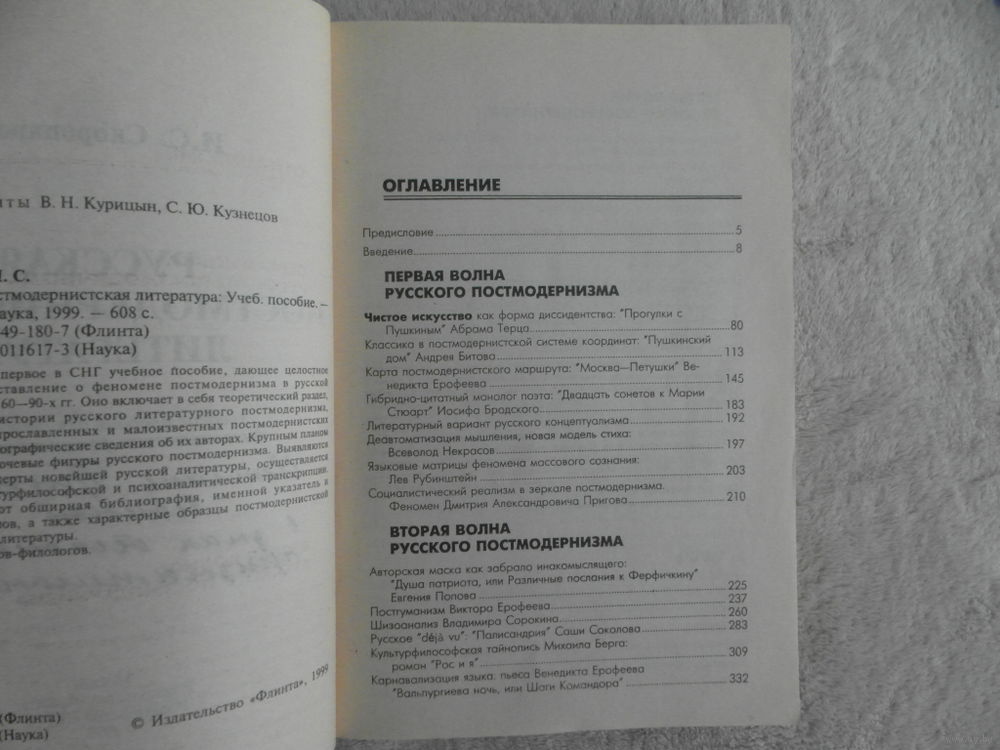 иты В. Н. Курицын, С. Ю. Кузнецов
И. С.
стмодернистская литература: Учеб. пособие. –
аука, 1999. — 608 с.
49-180-7 (Флинта)
011617-3 (Наука)
первое в СНГ учебное пособие, дающее целостное
ставление о феномене постмодернизма в русской
60—90-х гг. Оно включает в себя теоретический раздел,
истории русского литературного постмодернизма,
прославленных и малоизвестных постмодернистских
ографические сведения об их авторах. Крупным планом
ючевые фигуры русского постмодернизма. Выявляются
черты новейшей русской литературы, осуществляется
турфилософской и психоаналитической транскрипции.
ют обширная библиография, именной указатель и
нов, а также характерные образцы постмодернистской
литературы.
ов-филологов.
© Издательство «Флинта», 1999
(Флинта)
(Наука)
ОГЛАВЛЕНИЕ
Предисловие 5
Введение 8
ПЕРВАЯ ВОЛНА
РУССКОГО ПОСТМОДЕРНИЗМА
Чистое искусство как форма диссидентства: "Прогулки с
Пушкиным" Абрама Терца 80
Классика в постмодернистской системе координат: "Пушкинский
дом" Андрея Битова 113
Карта постмодернистского маршрута: "Москва—Петушки" Ве-
недикта Ерофеева 145
Гибридно-цитатный монолог поэта: "Двадцать сонетов к Марии
Стюарт" Иосифа Бродского 183
Литературный вариант русского концептуализма 192
Деавтоматизация мышления, новая модель стиха:
Всеволод Некрасов 197
Языковые матрицы феномена массового сознания:
Лев Рубинштейн 203
Социалистический реализм в зеркале постмодернизма.
Феномен Дмитрия Александровича Пригова 210
ВТОРАЯ ВОЛНА
РУССКОГО ПОСТМОДЕРНИЗМА
Авторская маска как забрало инакомыслящего:
"Душа патриота, или Различные послания к Ферфичкину"
Евгения Попова 225
Постгуманизм Виктора Ерофеева 237
Шизоанализ Владимира Сорокина 260
Русское "déjà vu": "Палисандрия" Саши Соколова 283
Культурфилософская тайнопись Михаила Берга:
роман "Рос и я" 309
Карнавализация языка: пьеса Венедикта Ерофеева
"Вальпургиева ночь, или Шаги Командора" 332